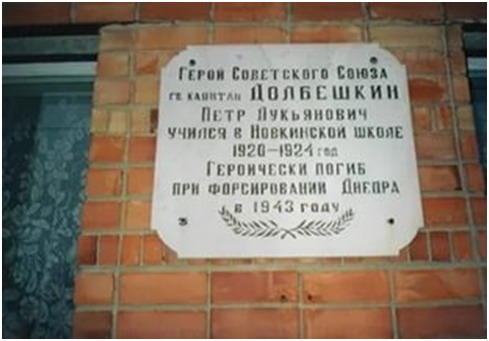 Герой Советского Союза
гв. капитан Долбешкин
Петр Лукьянович
учился в Новкинской школе
1920-1924 год
Героически погиб
при форсировании Днепра
в 1943 году